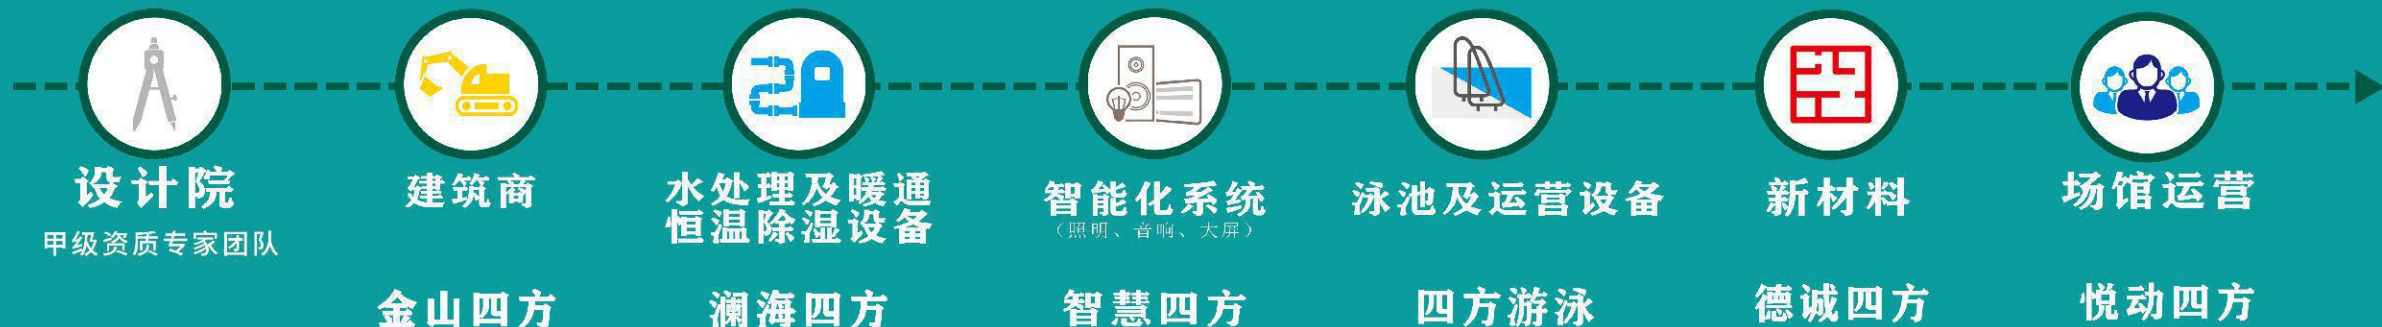 设计院
甲级资质专家团队
建筑商
水处理及暖通
恒温除湿设备
智能化系统
（照明、音响、大屏）
泳池及运营设备
新材料
场馆运营
金山四方
澜海四方
智慧四方
四方游泳
德诚四方
悦动四方